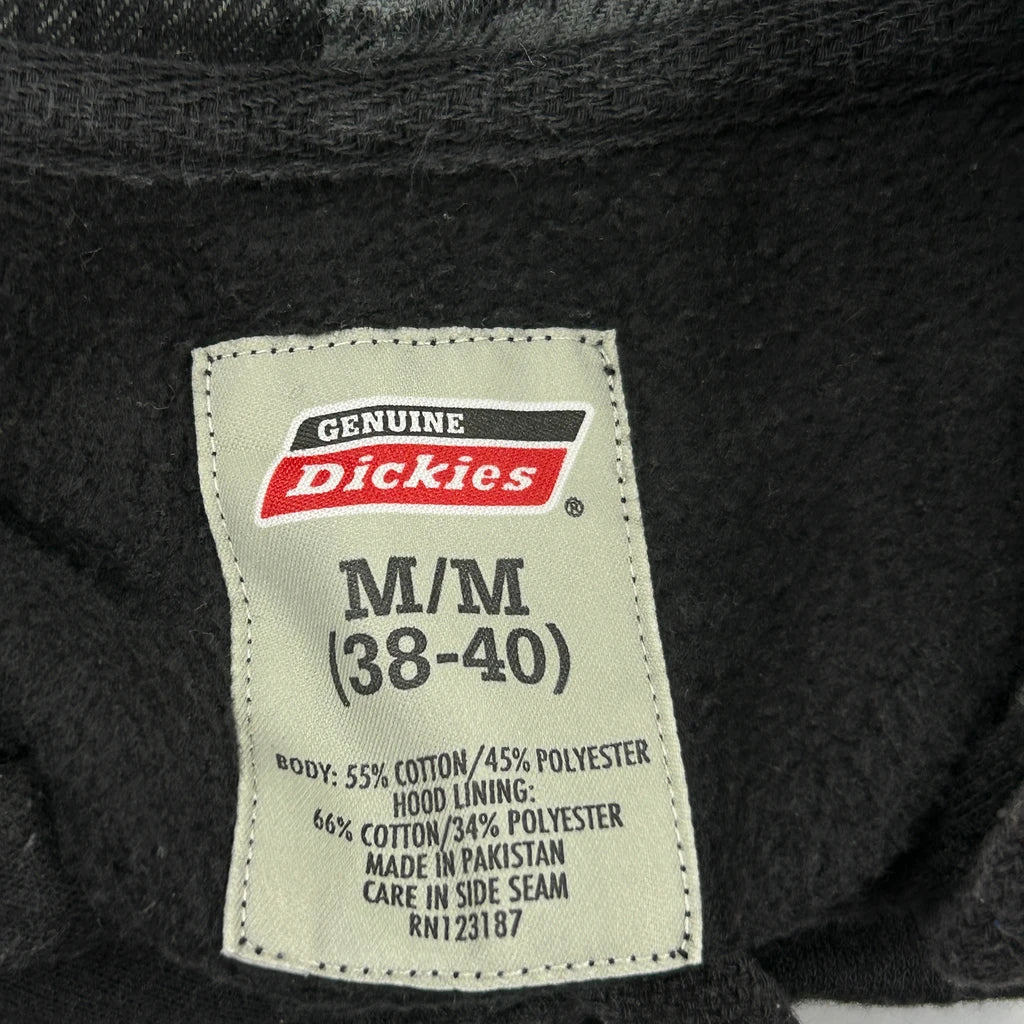 GENUINE
Dickies
®
M/M
(38-40)
BODY: 55% COTTON/45% POLYESTER
HOOD LINING:
66% COTTON/34% POLYESTER
MADE IN PAKISTAN
CARE IN SIDE SEAM
RN123187